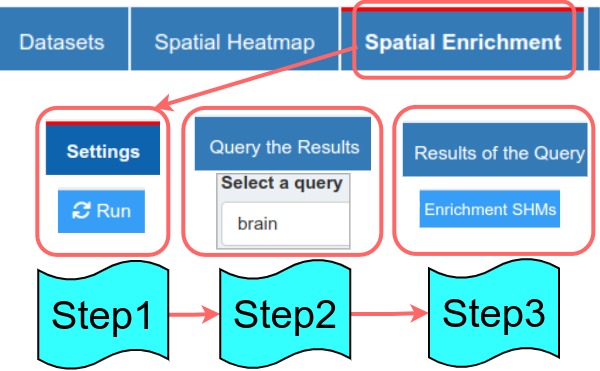 Datasets
Spatial Heatmap
Spatial Enrichment
Settings
Run
Query the Results
Select a query
brain
Results of the Query
Enrichment SHMs
Step1
Step2
Step3